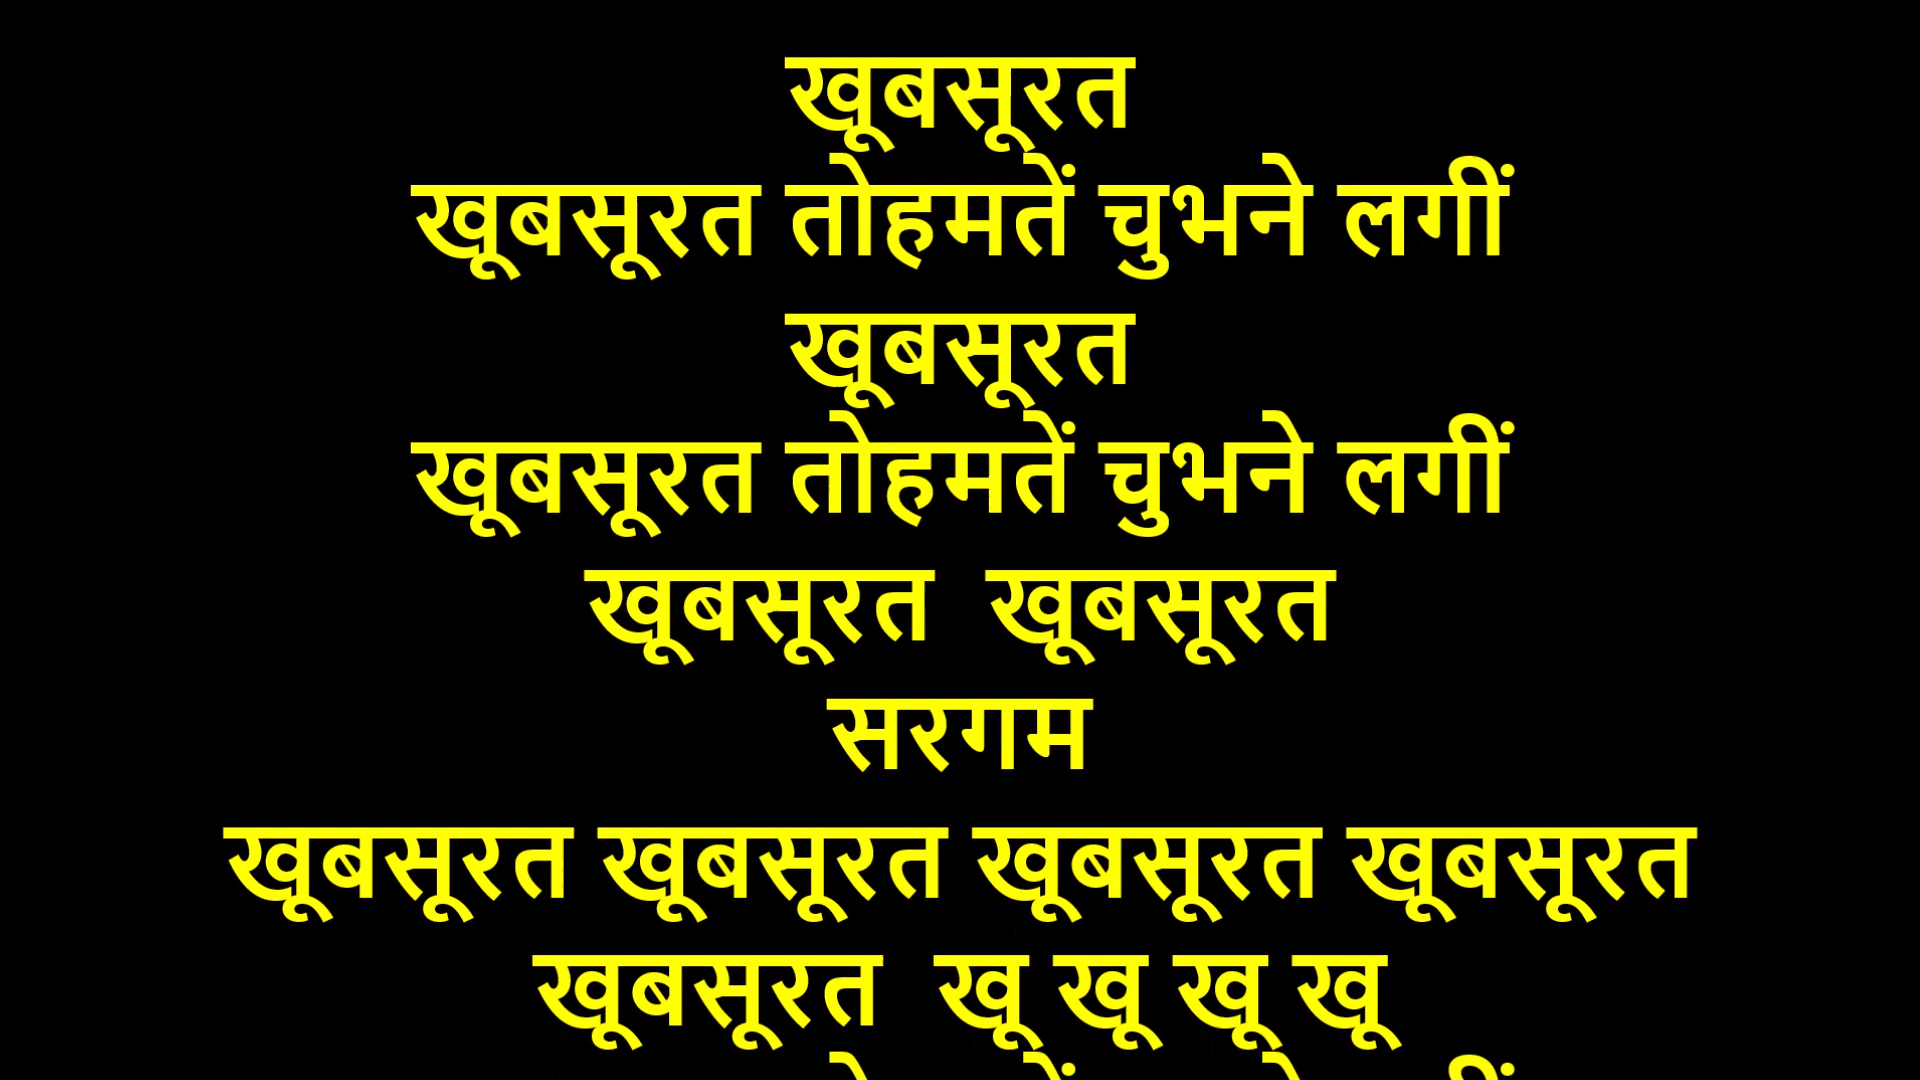 खूबसूरत
खूबसूरत तोहमतें चुभने लगीं
खूबसूरत
खूबसूरत तोहमतें चुभने लगीं
खूबसूरत खूबसूरत
सरगम
खूबसूरत खूबसूरत खूबसूरत खूबसूरत
खूबसूरत खू खू खू खू